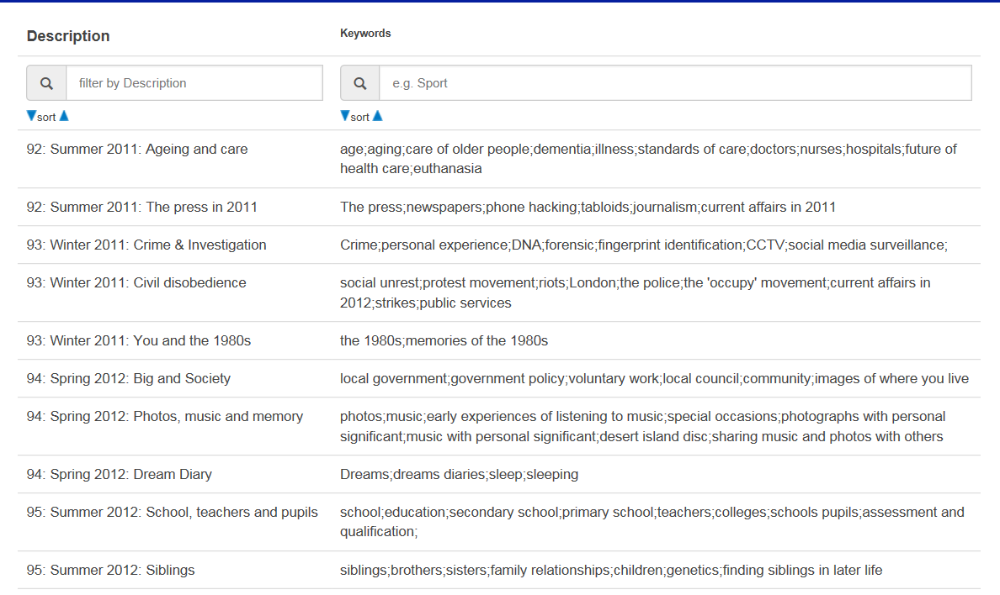 Description
Keywords
filter by Description
e.g. Sport
sort
sort
92: Summer 2011: Ageing and care
age;aging;care of older people;dementia;illness;standards of care;doctors;nurses;hospitals;future of
health care;euthanasia
92: Summer 2011: The press in 2011
The press;newspapers;phone hacking;tabloids;journalism;current affairs in 2011
93: Winter 2011: Crime & Investigation
Crime;personal experience;DNA;forensic;fingerprint identification;CCTV;social media surveillance;
93: Winter 2011: Civil disobedience
social unrest;protest movement;riots;London;the police;the 'occupy' movement;current affairs in
2012;strikes;public services
93: Winter 2011: You and the 1980s
the 1980s;memories of the 1980s
94: Spring 2012: Big and Society
local government;government policy;voluntary work;local council;community;images of where you live
94: Spring 2012: Photos, music and memory
photos;music;early experiences of listening to music;special occasions;photographs with personal
significant;music with personal significant;desert island disc;sharing music and photos with others
94: Spring 2012: Dream Diary
Dreams;dreams diaries;sleep;sleeping
95: Summer 2012: School, teachers and pupils
school;education;secondary school;primary school;teachers;colleges;schools pupils;assessment and
qualification;
95: Summer 2012: Siblings
siblings;brothers;sisters;family relationships;children;genetics;finding siblings in later life